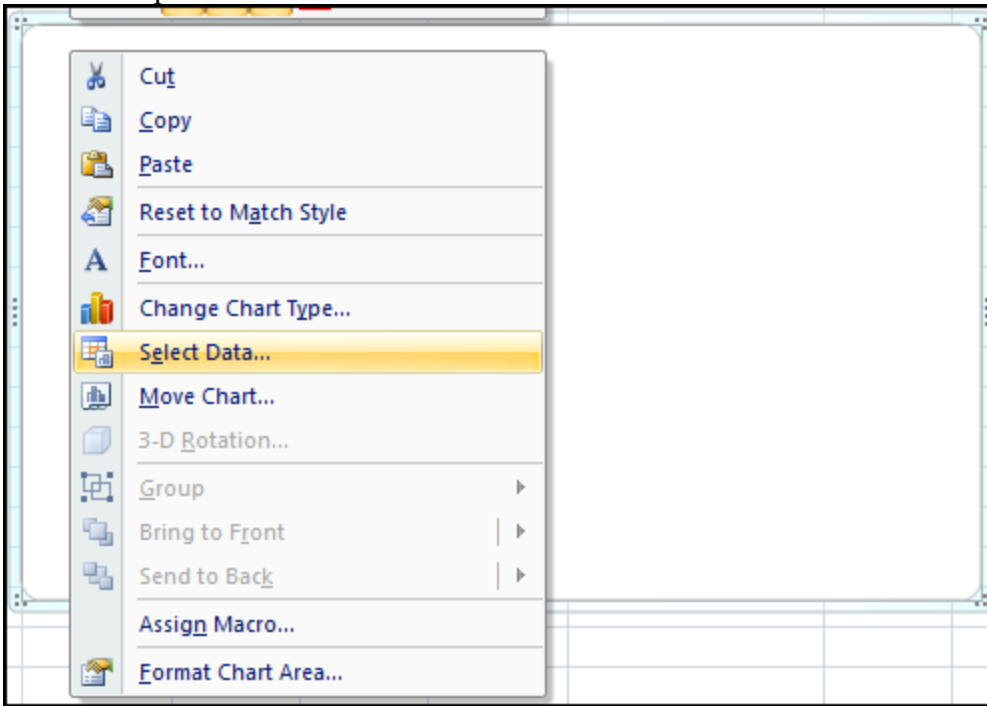 Cut
Copy
Paste
Reset to Match Style
Font...
Change Chart Type...
Select Data...
Move Chart...
3-D Rotation...
Group
Bring to Front
Send to Back
Assign Macro...
Format Chart Area...